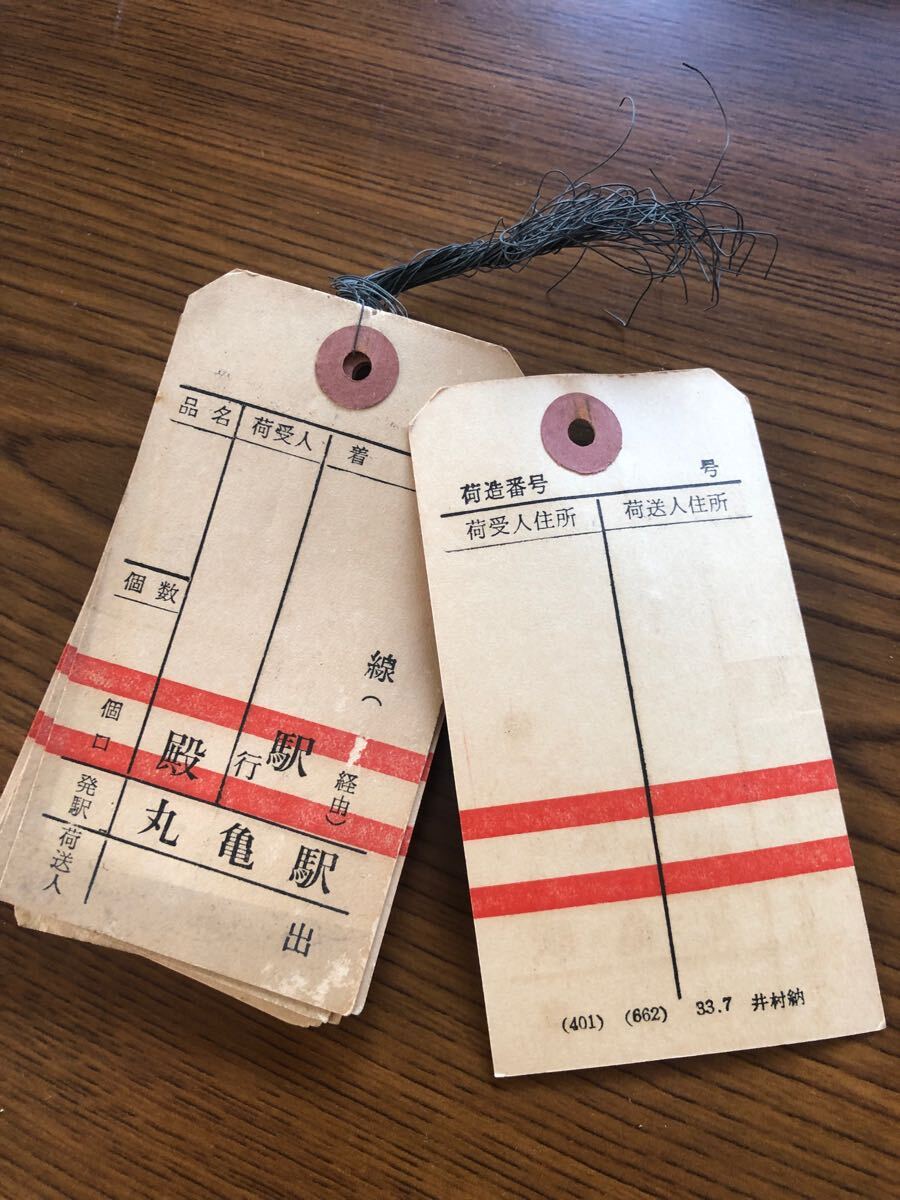 品名
荷受人
着
個数
線(
経由)
駅
行
殿
個口
発駅
丸亀駅
荷送人
出
荷造番号 号
荷受人住所
荷送人住所
(401) (662) 33.7 井村納